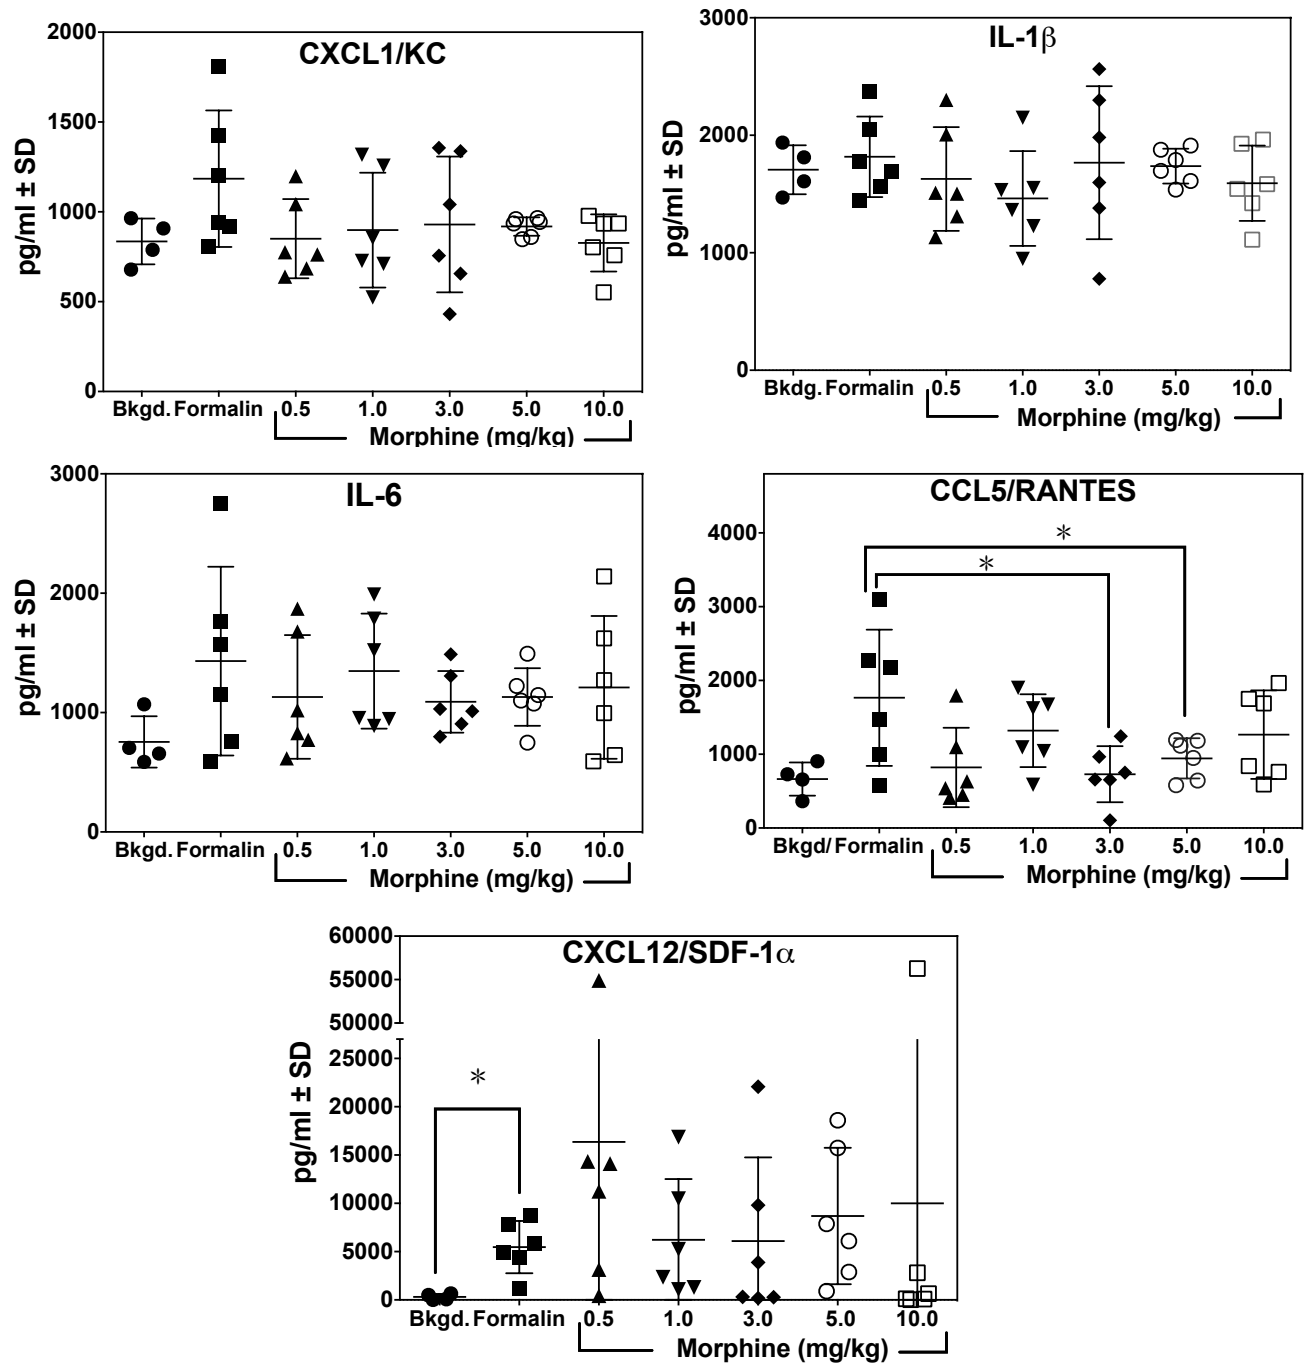 CXCL1/KC
pg/ml ± SD
2000
1500
1000
500
0
Bkgd. Formalin 0.5 1.0 3.0 5.0 10.0
Morphine (mg/kg)
IL-1β
pg/ml ± SD
3000
2000
1000
0
Bkdg. Formalin 0.5 1.0 3.0 5.0 10.0
Morphine (mg/kg)
IL-6
pg/ml ± SD
3000
2000
1000
0
Bkgd. Formalin 0.5 1.0 3.0 5.0 10.0
Morphine (mg/kg)
CCL5/RANTES
pg/ml ± SD
4000
3000
2000
1000
0
*
*
Bkgd/ Formalin 0.5 1.0 3.0 5.0 10.0
Morphine (mg/kg)
CXCL12/SDF-1α
pg/ml ± SD
60000
55000
50000
25000
20000
15000
10000
5000
0
*
Bkgd. Formalin 0.5 1.0 3.0 5.0 10.0
Morphine (mg/kg)